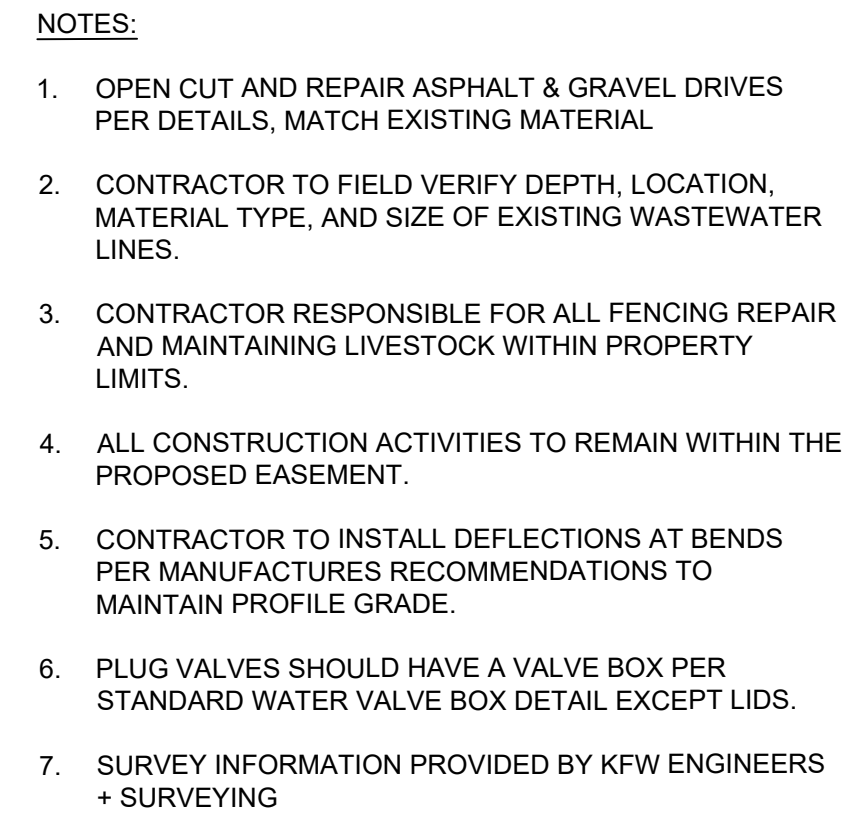 NOTES:
1. OPEN CUT AND REPAIR ASPHALT & GRAVEL DRIVES
PER DETAILS, MATCH EXISTING MATERIAL
2. CONTRACTOR TO FIELD VERIFY DEPTH, LOCATION,
MATERIAL TYPE, AND SIZE OF EXISTING WASTEWATER
LINES.
3. CONTRACTOR RESPONSIBLE FOR ALL FENCING REPAIR
AND MAINTAINING LIVESTOCK WITHIN PROPERTY
LIMITS.
4. ALL CONSTRUCTION ACTIVITIES TO REMAIN WITHIN THE
PROPOSED EASEMENT.
5. CONTRACTOR TO INSTALL DEFLECTIONS AT BENDS
PER MANUFACTURES RECOMMENDATIONS TO
MAINTAIN PROFILE GRADE.
6. PLUG VALVES SHOULD HAVE A VALVE BOX PER
STANDARD WATER VALVE BOX DETAIL EXCEPT LIDS.
7. SURVEY INFORMATION PROVIDED BY KFW ENGINEERS
+ SURVEYING